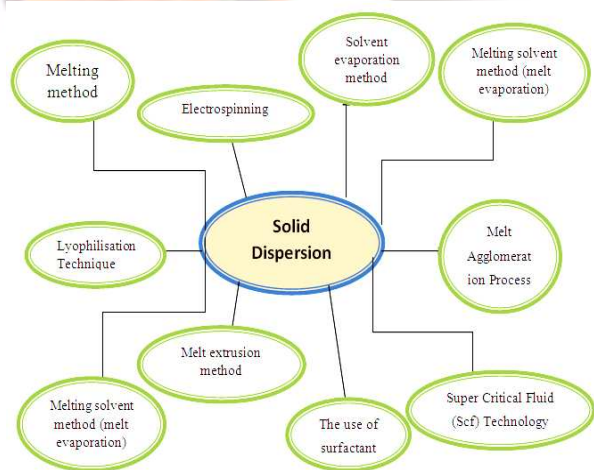 Solvent
evaporation
method
Melting solvent
method (melt
evaporation)
Melting
method
Electrospinning
Solid
Dispersion
Lyophilisation
Technique
Melt
Agglomerat
ion Process
Melt extrusion
method
Melting solvent
method (melt
evaporation)
The use of
surfactant
Super Critical Fluid
(Scf) Technology